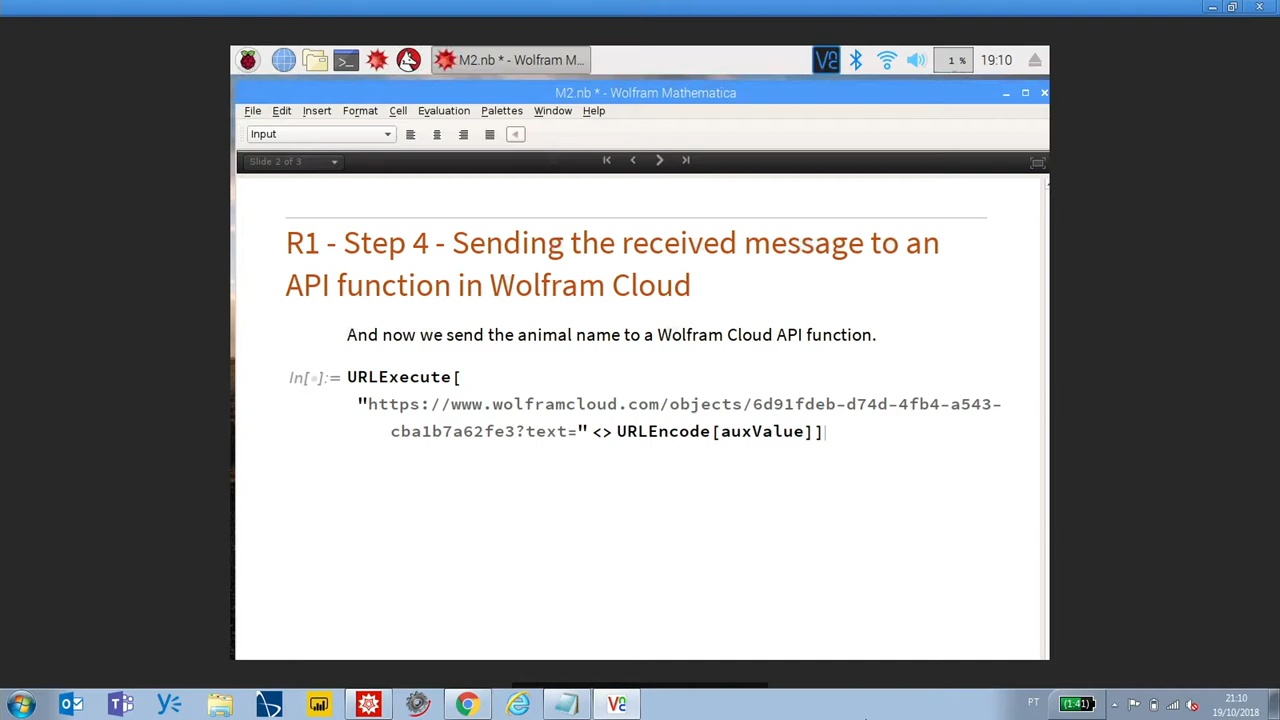 M2.nb * - Wolfram M...
1 %
19:10
M2.nb * - Wolfram Mathematica
File Edit Insert Format Cell Evaluation Palettes Window Help
Input
Slide 2 of 3
R1 - Step 4 - Sending the received message to an
API function in Wolfram Cloud
And now we send the animal name to a Wolfram Cloud API function.
In[•]:= URLExecute[
"https://www.wolframcloud.com/objects/6d91fdeb-d74d-4fb4-a543-
cba1b7a62fe3?text=" <> URLEncode[auxValue]]
PT
(1:41)
21:10
19/10/2018